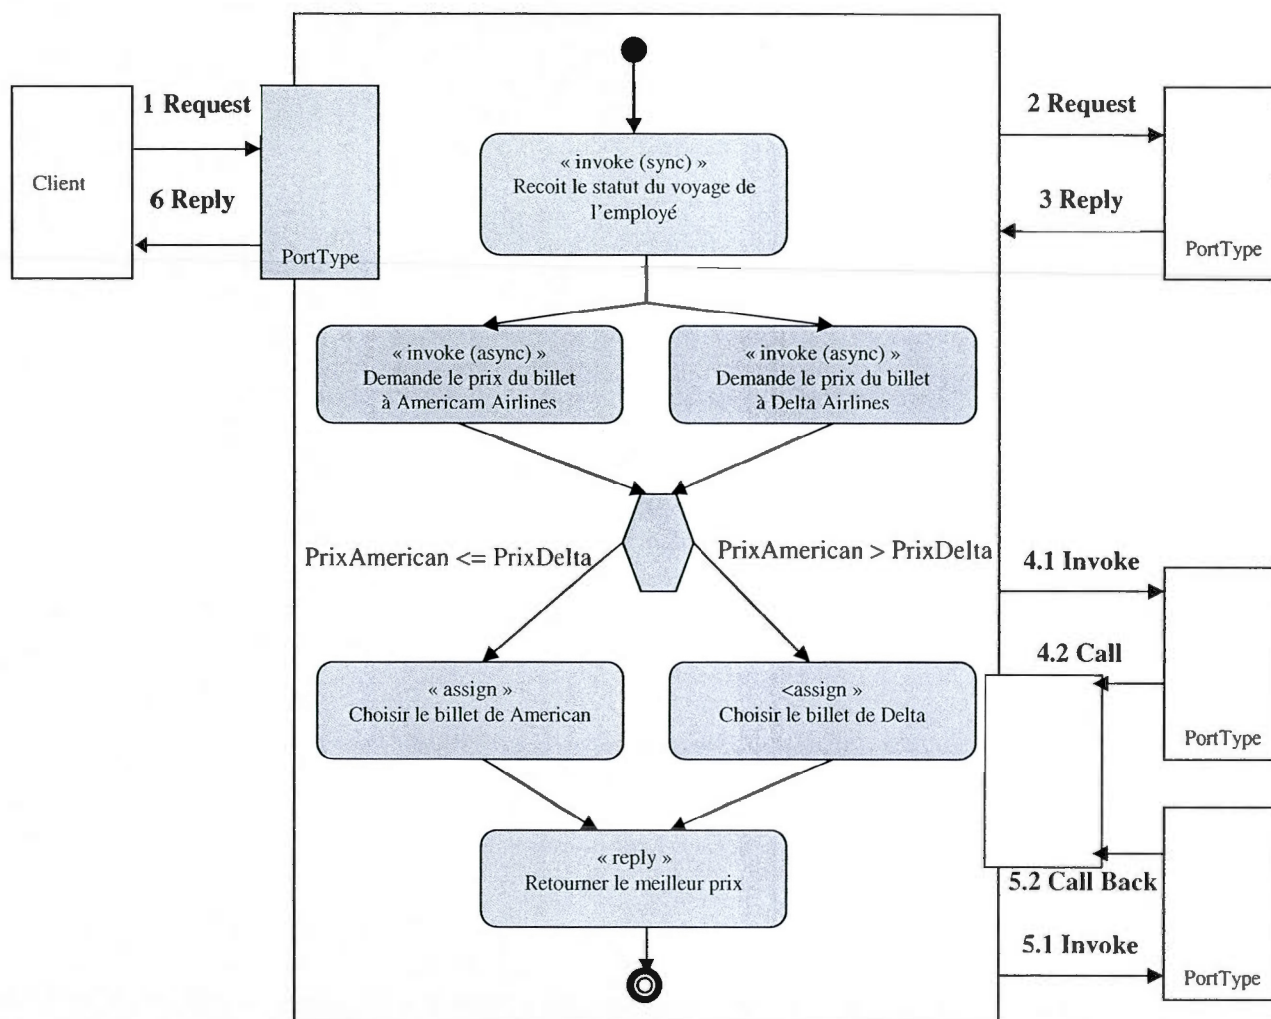 1 Request
Client
6 Reply
PortType
« invoke (sync) »
Recoit le statut du voyage de
l'employé
2 Request
3 Reply
PortType
« invoke (async) »
Demande le prix du billet
à Americam Airlines
« invoke (async) »
Demande le prix du billet
à Delta Airlines
PrixAmerican <= PrixDelta
PrixAmerican > PrixDelta
4.1 Invoke
4.2 Call
PortType
« assign »
Choisir le billet de American
<assign »
Choisir le billet de Delta
« reply »
Retourner le meilleur prix
5.2 Call Back
5.1 Invoke
PortType